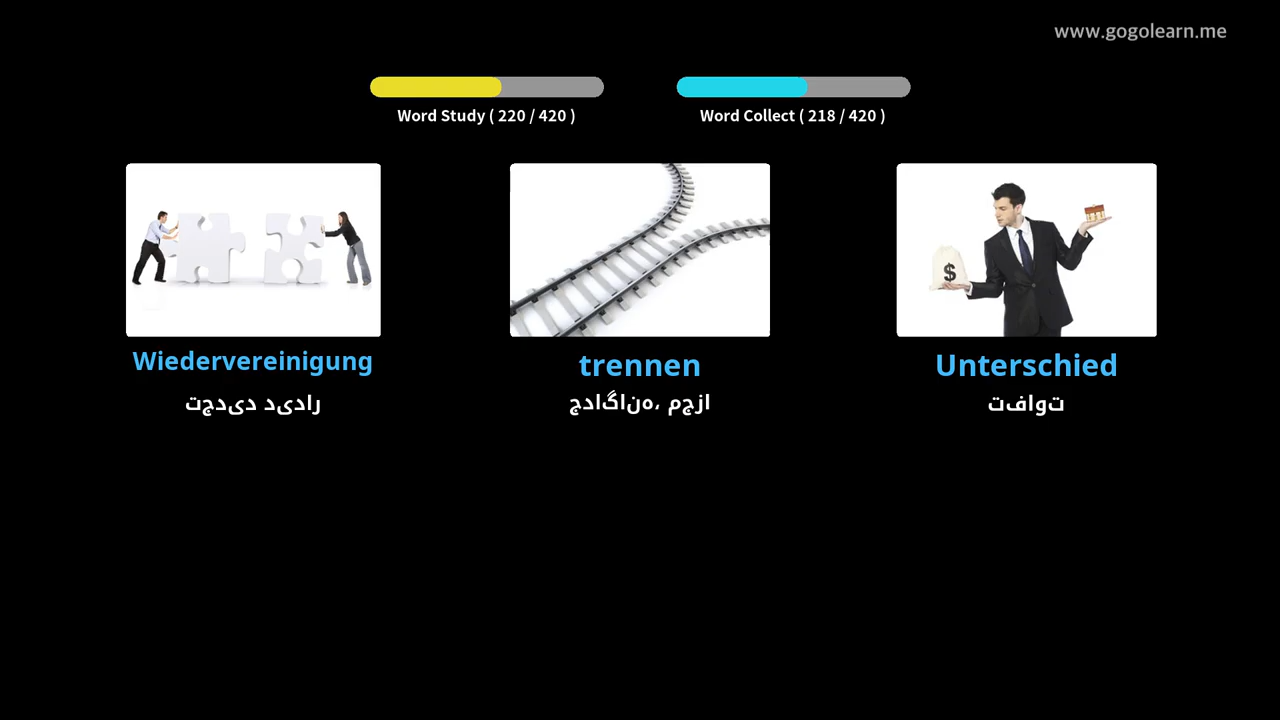 www.gogolearn.me
Word Study ( 220 / 420 )
Word Collect ( 218 / 420 )
Wiedervereinigung
رادید دیدجت
trennen
ازجم ،هناگادج
Unterschied
توافت